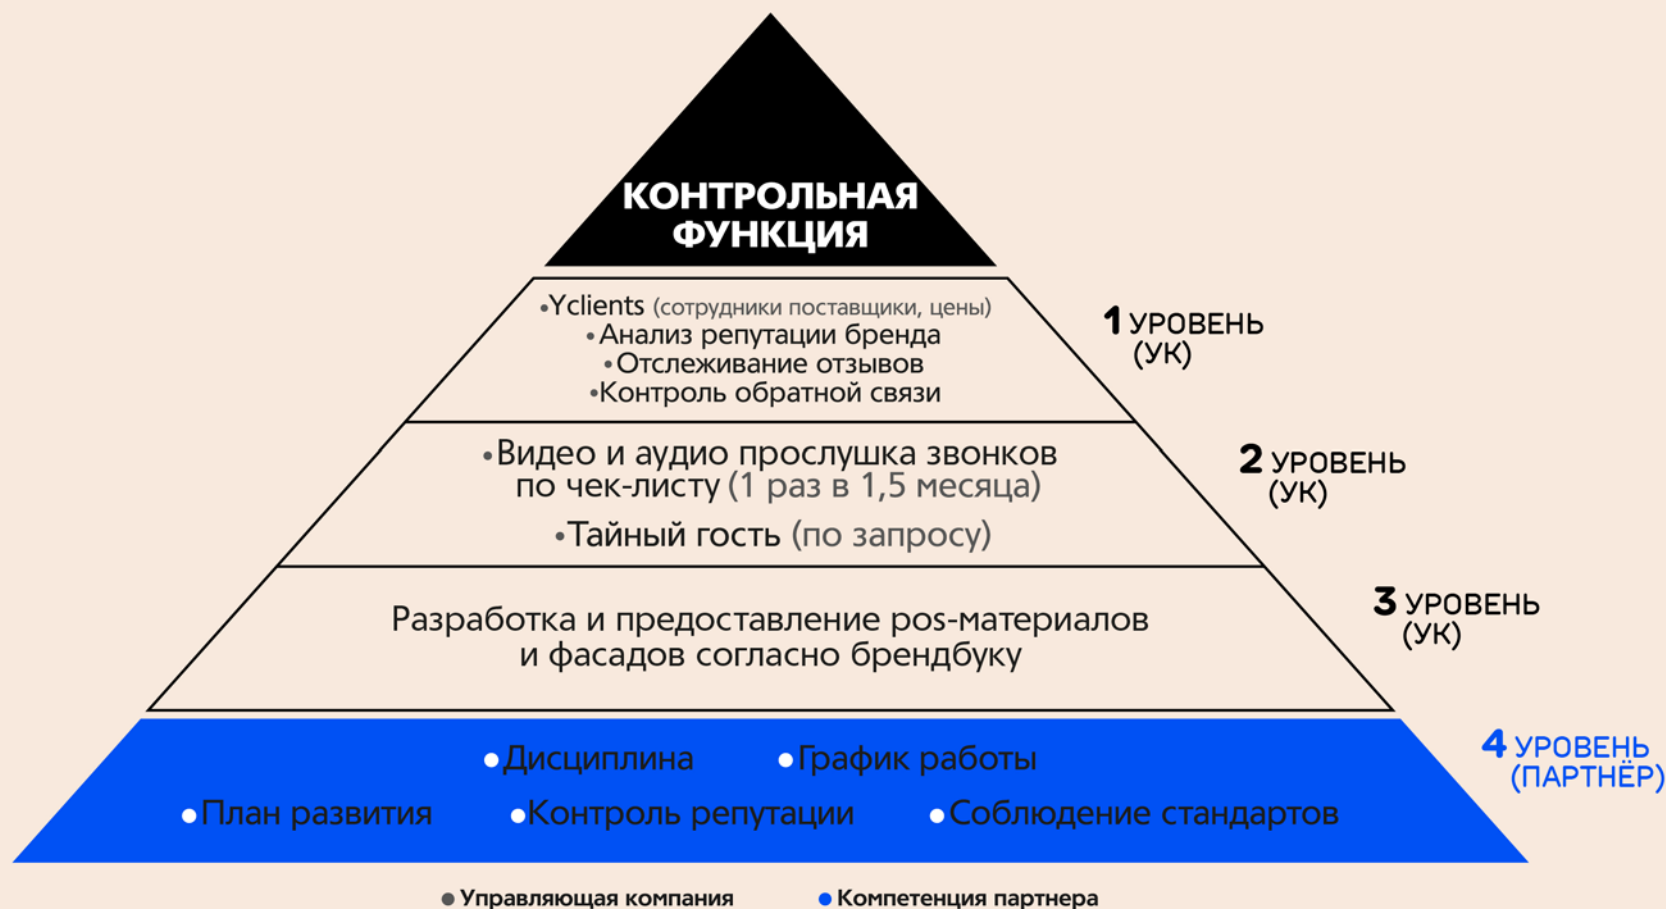 КОНТРОЛЬНАЯ
ФУНКЦИЯ
•Yclients (сотрудники поставщики, цены)
•Анализ репутации бренда
•Отслеживание отзывов
•Контроль обратной связи
1 УРОВЕНЬ
(УК)
•Видео и аудио прослушка звонков
по чек-листу (1 раз в 1,5 месяца)
•Тайный гость (по запросу)
2 УРОВЕНЬ
(УК)
Разработка и предоставление pos-материалов
и фасадов согласно брендбуку
3 УРОВЕНЬ
(УК)
•Дисциплина •График работы
•План развития •Контроль репутации •Соблюдение стандартов
4 УРОВЕНЬ
(ПАРТНЁР)
•Управляющая компания •Компетенция партнера